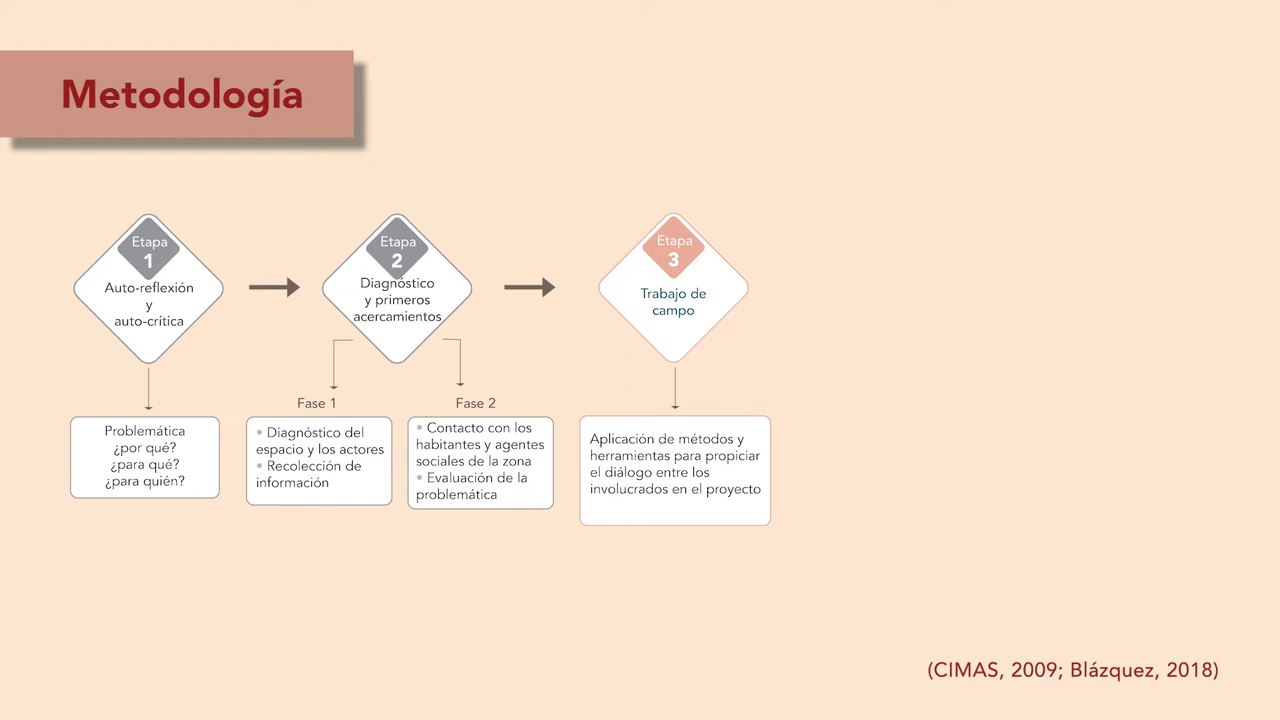 Metodología
Etapa
1
Auto-reflexión
y
auto-crítica
Etapa
2
Diagnóstico
y primeros
acercamientos
Etapa
3
Trabajo de
campo
Problemática
¿por qué?
¿para qué?
¿para quién?
Fase 1
• Diagnóstico del
espacio y los actores
• Recolección de
información
Fase 2
• Contacto con los
habitantes y agentes
sociales de la zona
• Evaluación de la
problemática
Aplicación de métodos y
herramientas para propiciar
el diálogo entre los
involucrados en el proyecto
(CIMAS, 2009; Blázquez, 2018)